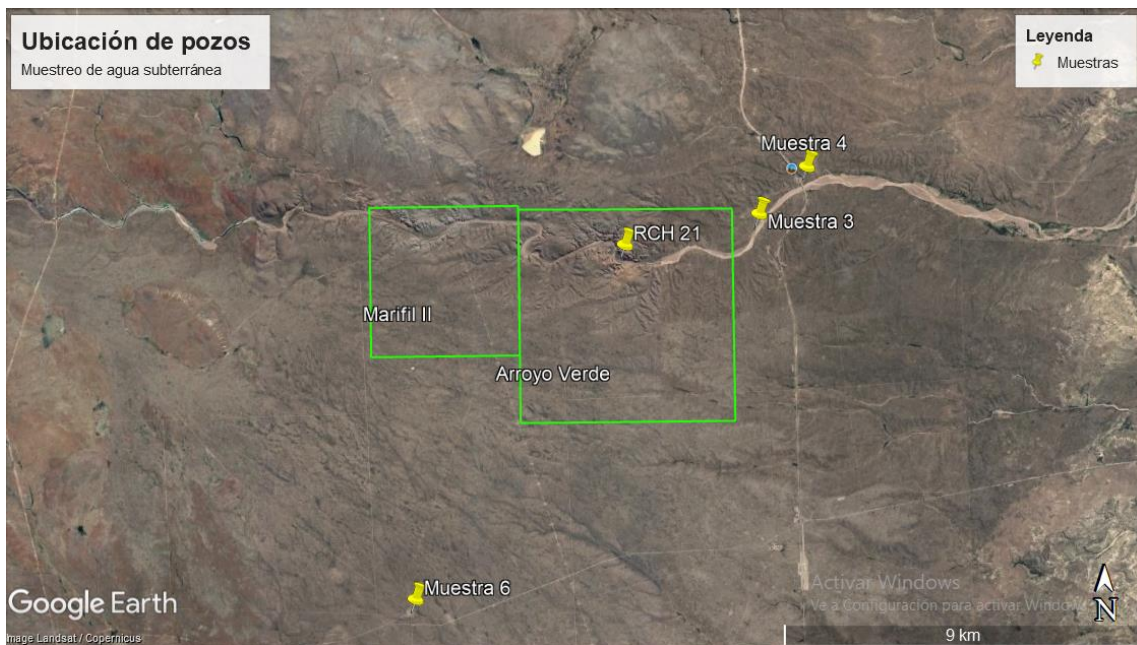 Ubicación de pozos
Muestreo de agua subterránea
Leyenda
Muestras
Muestra 4
Muestra 3
RCH 21
Marifil II
Arroyo Verde
Muestra 6
Activar Windows
Ve a Configuración para activar Windows.
Google Earth
Image Landsat / Copernicus
N
9 km